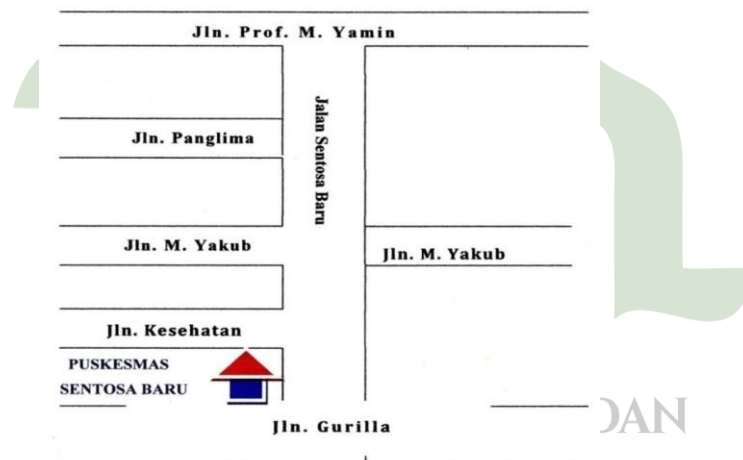 Jln. Prof. M. Yamin
Jalan Sentosa Baru
Jln. Panglima
Jln. M. Yakub
Jln. M. Yakub
Jln. Kesehatan
PUSKESMAS
SENTOSA BARU
Jln. Gurilla
DAN